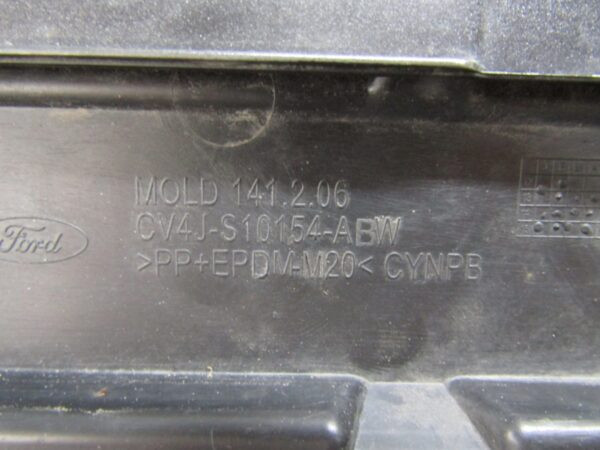 MOLD 141.2.06
Ford
CV4J-S10154-ABW
>PP+EPDM-M20< CYNPB